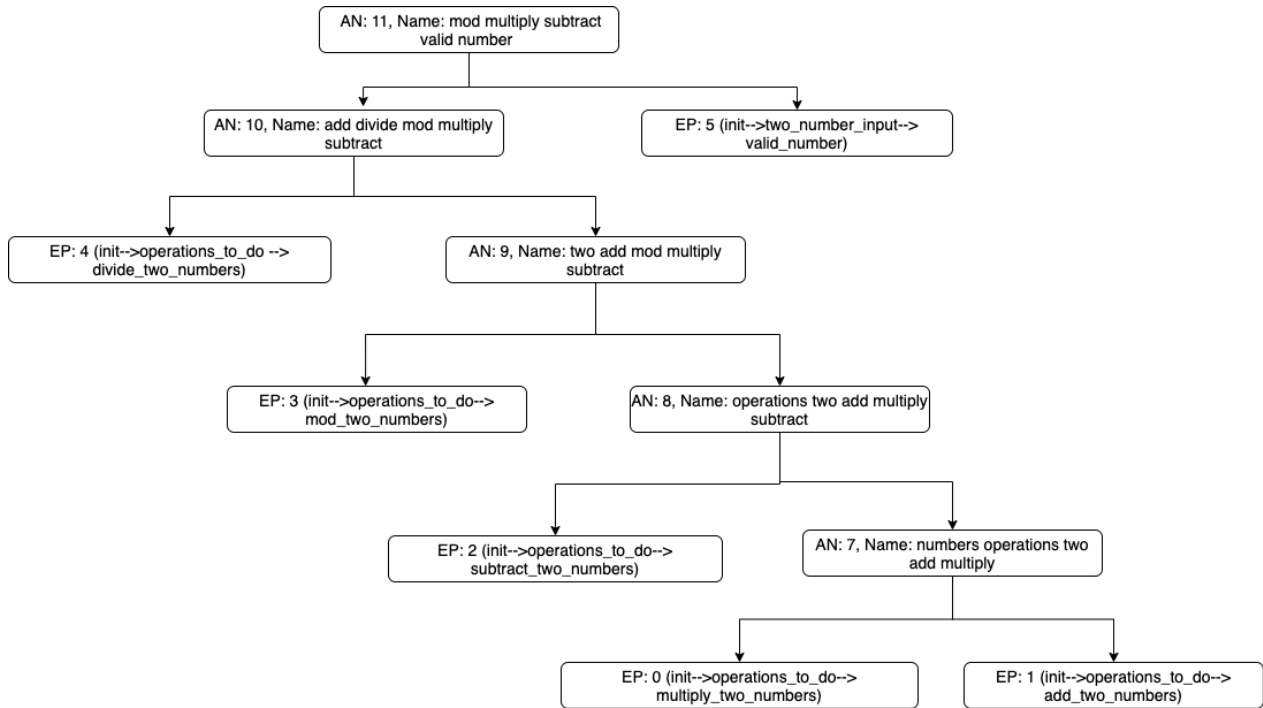 AN: 11, Name: mod multiply subtract
valid number
AN: 10, Name: add divide mod multiply
subtract
EP: 5 (init-->two_number_input-->
valid_number)
EP: 4 (init-->operations_to_do -->
divide_two_numbers)
AN: 9, Name: two add mod multiply
subtract
EP: 3 (init-->operations_to_do-->
mod_two_numbers)
AN: 8, Name: operations two add multiply
subtract
EP: 2 (init-->operations_to_do-->
subtract_two_numbers)
AN: 7, Name: numbers operations two
add multiply
EP: 0 (init-->operations_to_do-->
multiply_two_numbers)
EP: 1 (init-->operations_to_do-->
add_two_numbers)